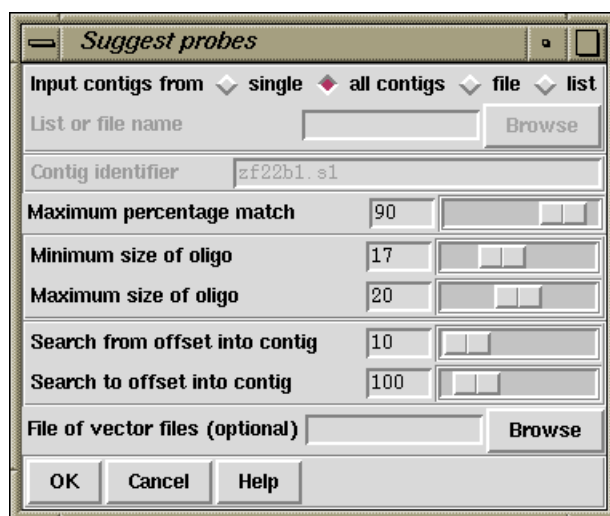 Suggest probes
Input contigs from single all contigs file list
List or file name Browse
Contig identifier zf22b1.s1
Maximum percentage match 90
Minimum size of oligo 17
Maximum size of oligo 20
Search from offset into contig 10
Search to offset into contig 100
File of vector files (optional) Browse
OK Cancel Help